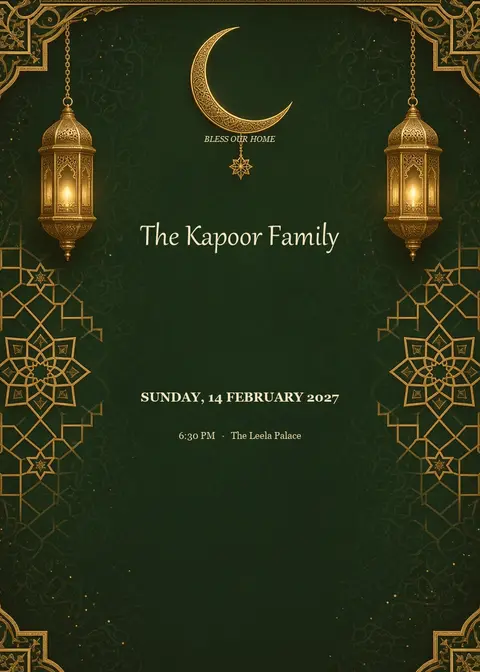 BLESS OUR HOME
The Kapoor Family
SUNDAY, 14 FEBRUARY 2027
6:30 PM · The Leela Palace